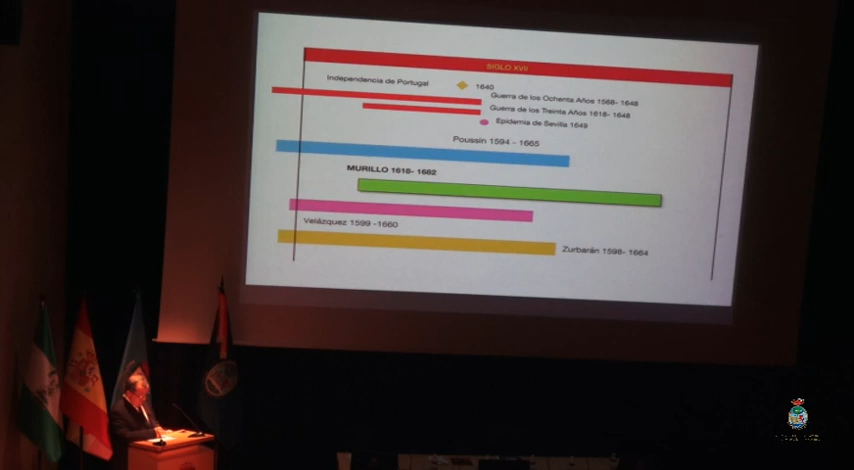 SIGLO XVII
Independencia de Portugal
1640
Guerra de los Ochenta Años 1568- 1648
Guerra de los Treinta Años 1618- 1648
Epidemia de Sevilla 1649
Poussin 1594 - 1665
MURILLO 1618- 1682
Velázquez 1599 -1660
Zurbarán 1598- 1664